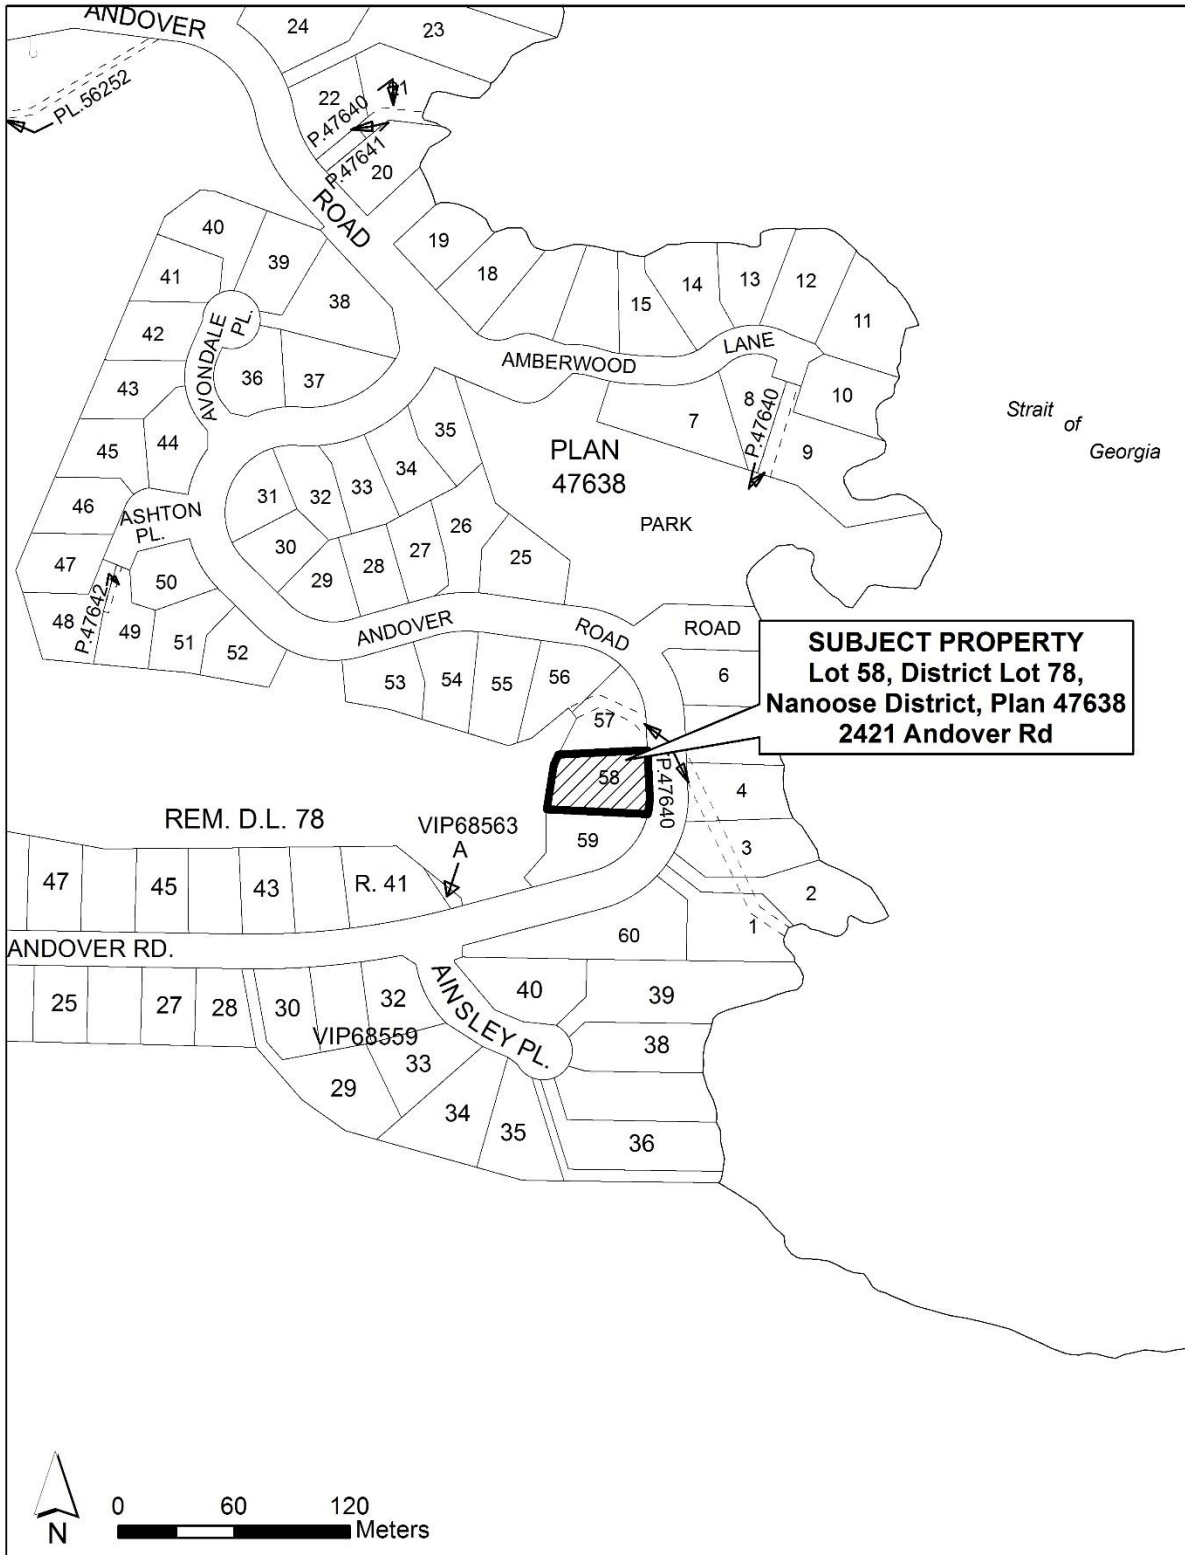 ANDOVER
24
23
PL.56252
22
P.47640
21
P.47641
20
ROAD
40
39
41
19
18
38
42
AVONDALE
PL.
15
14
13
12
11
LANE
AMBERWOOD
43
36
37
44
45
35
7
8
P.47640
10
9
Strait
of
Georgia
PLAN
47638
34
33
32
31
46
ASHTON
PL.
26
PARK
30
29
28
27
25
47
50
48
P.47642
49
51
52
ANDOVER
ROAD
ROAD
53
54
55
56
6
SUBJECT PROPERTY
Lot 58, District Lot 78,
Nanoose District, Plan 47638
2421 Andover Rd
57
58
P.47640
4
REM. D.L. 78
VIP68563
A
59
3
47
45
43
R. 41
2
1
60
ANDOVER RD.
AINSLEY PL.
25
27
28
30
32
40
39
VIP68559
33
38
29
34
35
36
N
0
60
120
Meters